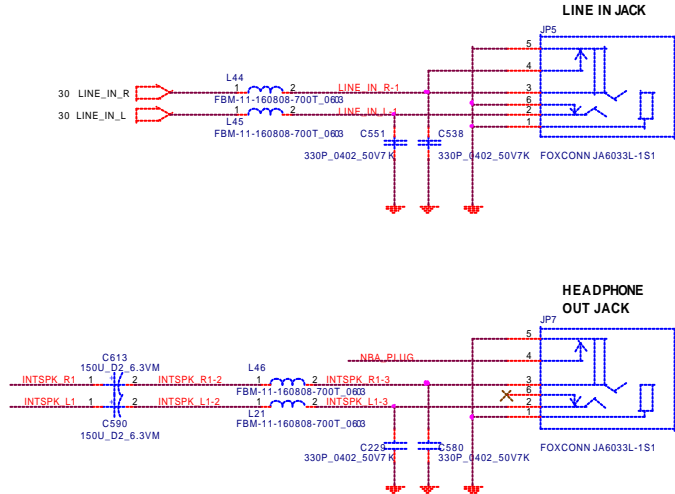 LINE IN JACK
JP5
5
4
3
6
2
1
L44
1 2 LINE_IN_R-1
30 LINE_IN_R
FBM-11-160808-700T_0603
30 LINE_IN_L
1 2 LINE_IN_L-1
L45
FBM-11-160808-700T_0603
C551
C538
330P_0402_50V7K
330P_0402_50V7K
FOXCONN JA6033L-1S1
HEADPHONE
OUT JACK
JP7
5
4
3
6
2
1
NBA_PLUG
C613
150U_D2_6.3VM
L46
INTSPK_R1 1 + 2 INTSPK_R1-2 1 2 INTSPK_R1-3
FBM-11-160808-700T_0603
INTSPK_L1 1 + 2 INTSPK_L1-2 1 2 INTSPK_L1-3
C590
150U_D2_6.3VM
L21
FBM-11-160808-700T_0603
C229
C580
330P_0402_50V7K
330P_0402_50V7K
FOXCONN JA6033L-1S1